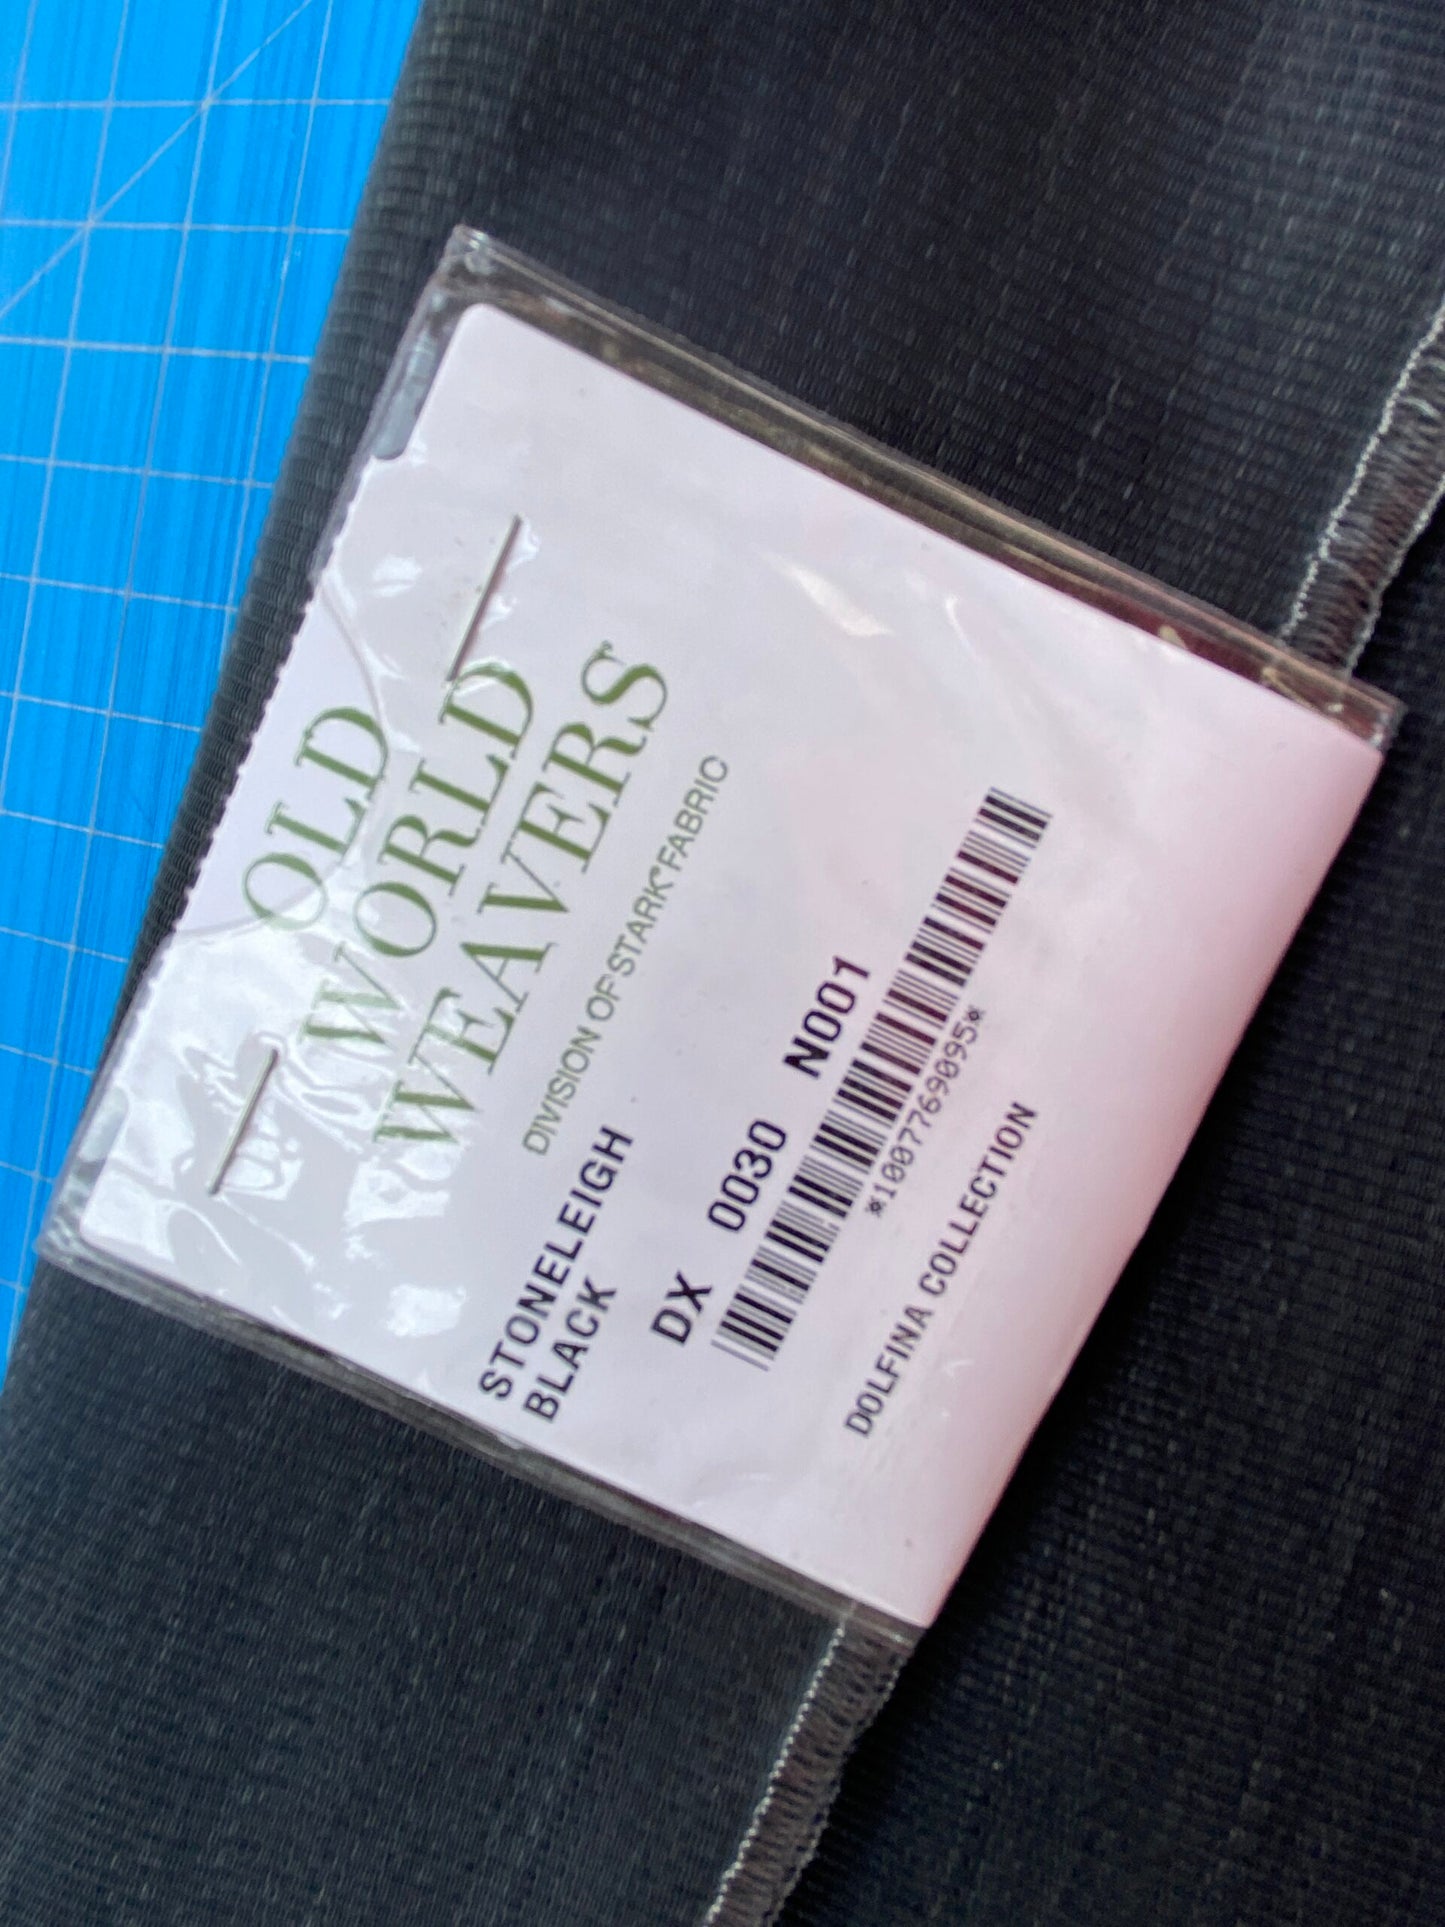 OLD
WORLD
WEAVERS
DIVISION OF STARK FABRIC
STONELEIGH
BLACK
DX 0030 N001
*1007769095*
DOLFINA COLLECTION